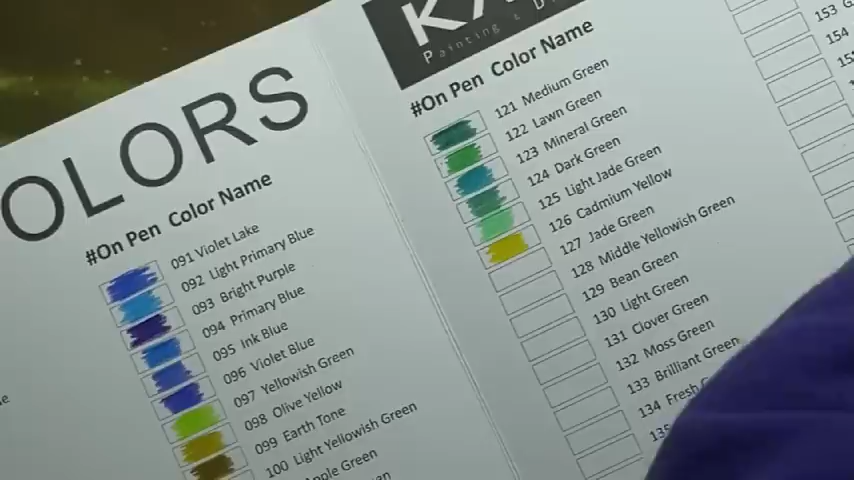 OLORS
#On Pen Color Name
091 Violet Lake
092 Light Primary Blue
093 Bright Purple
094 Primary Blue
095 Ink Blue
096 Violet Blue
097 Yellowish Green
098 Olive Yellow
099 Earth Tone
100 Light Yellowish Green
pple Green
KA
Painting & D
#On Pen Color Name
121 Medium Green
122 Lawn Green
123 Mineral Green
124 Dark Green
125 Light Jade Green
126 Cadmium Yellow
127 Jade Green
128 Middle Yellowish Green
129 Bean Green
130 Light Green
131 Clover Green
132 Moss Green
133 Brilliant Green
134 Fresh
135
153 G
154